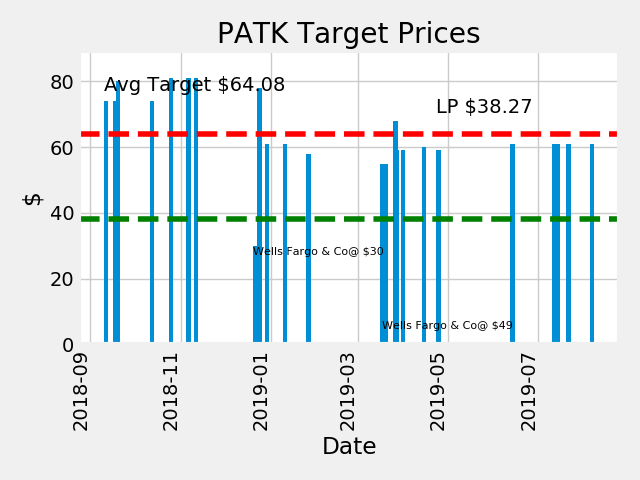 PATK Target Prices
Avg Target $64.08
LP $38.27
Wells Fargo & Co@ $30
Wells Fargo & Co@ $49
$
80
60
40
20
0
2018-09
2018-11
2019-01
2019-03
2019-05
2019-07
Date